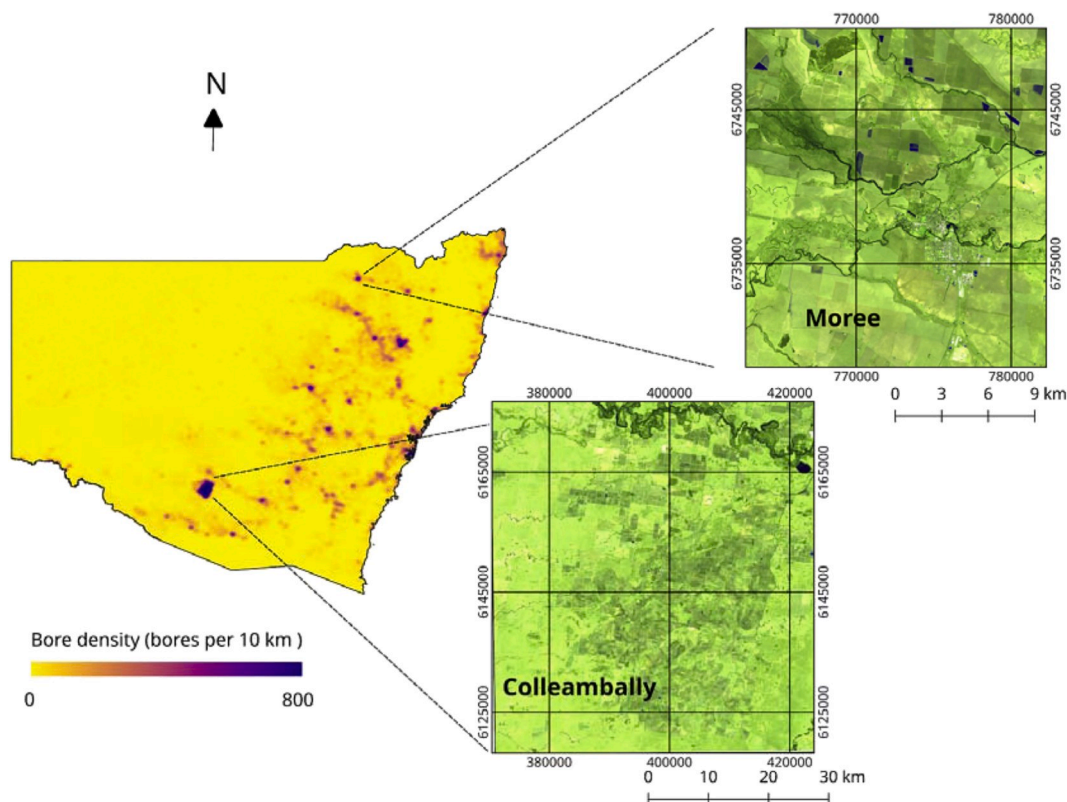 770000 780000
6745000 6745000
6735000 6735000
Moree
770000 780000
0 3 6 9 km
N
380000 400000 420000
6165000 6165000
6145000 6145000
6125000 6125000
Colleambally
380000 400000 420000
0 10 20 30 km
Bore density (bores per 10 km )
0 800